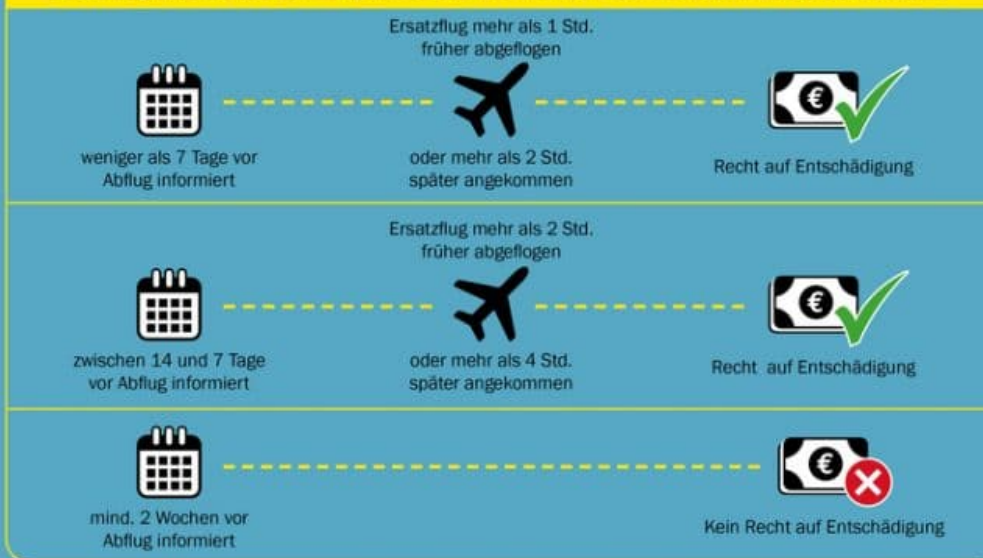 Ersatzflug mehr als 1 Std.
früher abgeflogen
weniger als 7 Tage vor
Abflug informiert
oder mehr als 2 Std.
später angekommen
€
Recht auf Entschädigung
Ersatzflug mehr als 2 Std.
früher abgeflogen
zwischen 14 und 7 Tage
vor Abflug informiert
oder mehr als 4 Std.
später angekommen
€
Recht auf Entschädigung
mind. 2 Wochen vor
Abflug informiert
€
Kein Recht auf Entschädigung